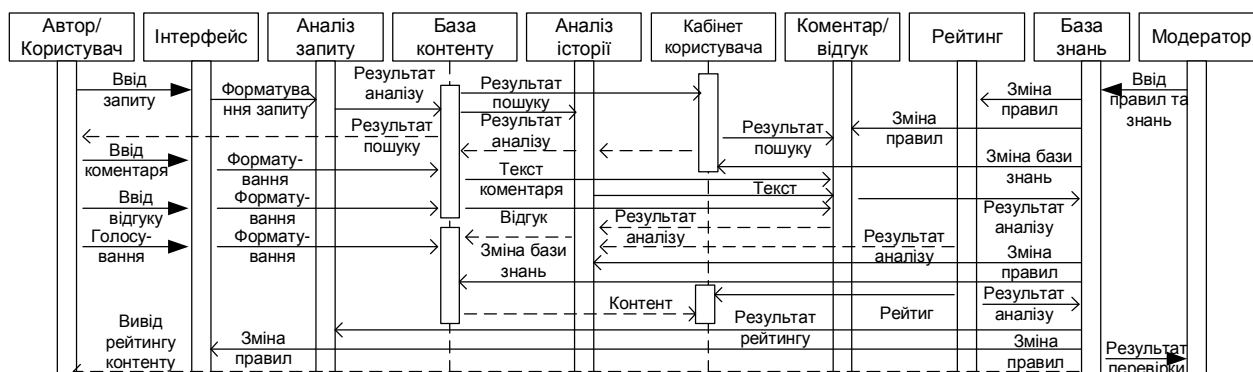 Автор/
Користувач
Інтерфейс
Аналіз
запиту
База
контенту
Аналіз
історії
Кабінет
користувача
Коментар/
відгук
Рейтинг
База
знань
Модератор
Ввід
запиту
Форматува
ння запиту
Результат
аналізу
Результат
пошуку
Зміна
правил
Ввід
правил та
знань
Результат
пошуку
Результат
аналізу
Результат
пошуку
Зміна
правил
Ввід
коментаря
Формату-
вання
Текст
коментаря
Зміна бази
знань
Ввід
відгуку
Формату-
вання
Текст
Результат
аналізу
Голосу-
вання
Формату-
вання
Відгук
Результат
аналізу
Результат
аналізу
Зміна
правил
Зміна бази
знань
Контент
Рейтиг
Результат
аналізу
Вивід
рейтингу
контенту
Зміна
правил
Результат
рейтингу
Зміна
правил
Результат
перевірки